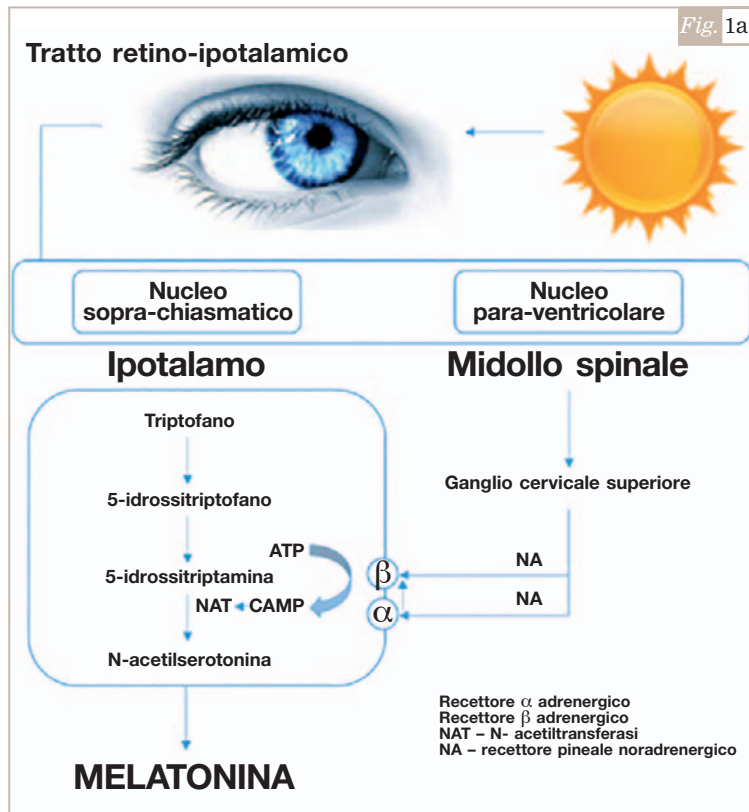 Fig. 1a
Tratto retino-ipotalamico
Nucleo
sopra-chiasmatico
Nucleo
para-ventricolare
Ipotalamo
Midollo spinale
Triptofano
5-idrossitriptofano
Ganglio cervicale superiore
ATP
β
NA
5-idrossitriptamina
NAT CAMP
α
NA
N-acetilserotonina
Recettore α adrenergico
Recettore β adrenergico
NAT – N- acetiltransferasi
NA – recettore pineale noradrenergico
MELATONINA